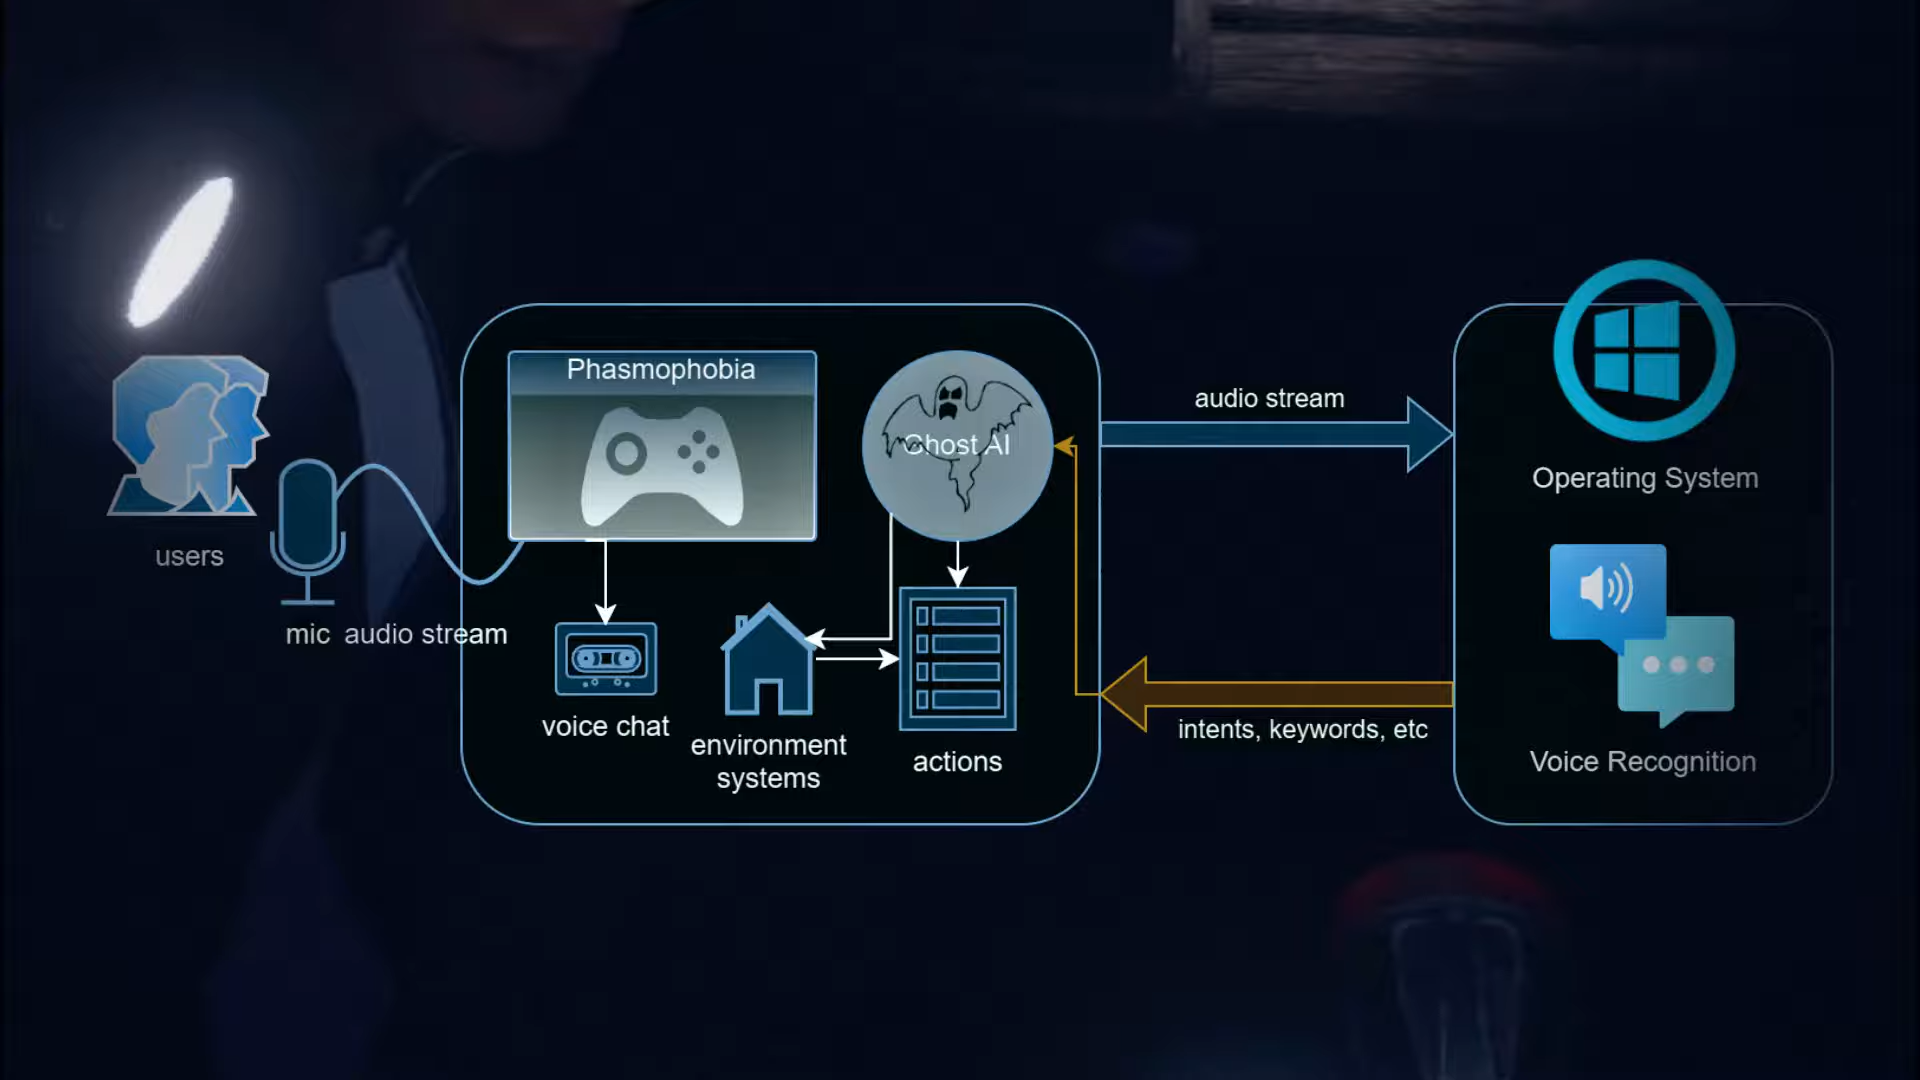 Phasmophobia
Ghost AI
audio stream
Operating System
users
mic audio stream
voice chat
environment
systems
actions
intents, keywords, etc
Voice Recognition